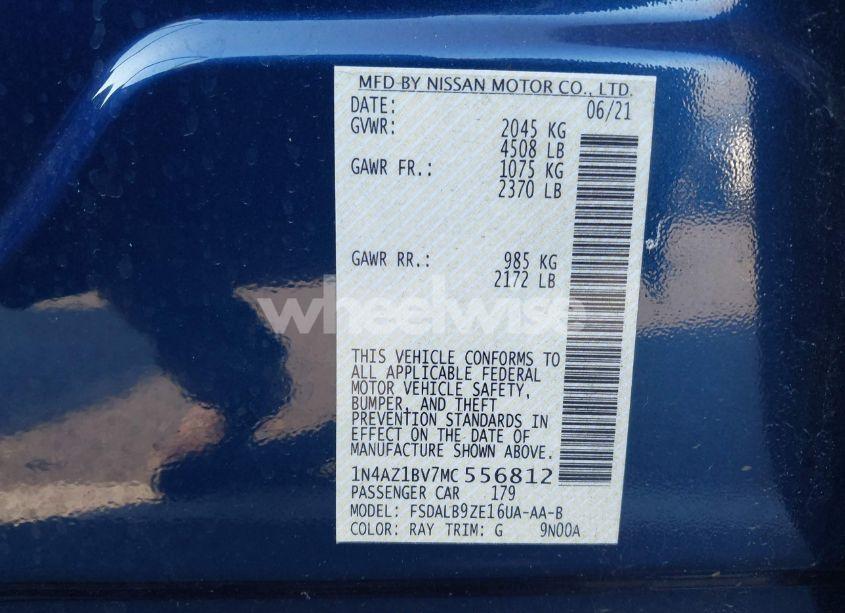 MFD BY NISSAN MOTOR CO., LTD.
DATE: 06/21
GVWR: 2045 KG
4508 LB
GAWR FR.: 1075 KG
2370 LB
GAWR RR.: 985 KG
2172 LB
wheelwise
THIS VEHICLE CONFORMS TO
ALL APPLICABLE FEDERAL
MOTOR VEHICLE SAFETY,
BUMPER, AND THEFT
PREVENTION STANDARDS IN
EFFECT ON THE DATE OF
MANUFACTURE SHOWN ABOVE.
1N4AZ1BV7MC 556812
PASSENGER CAR 179
MODEL: FSDALB9ZE16UA-AA-B
COLOR: RAY TRIM: G 9N00A